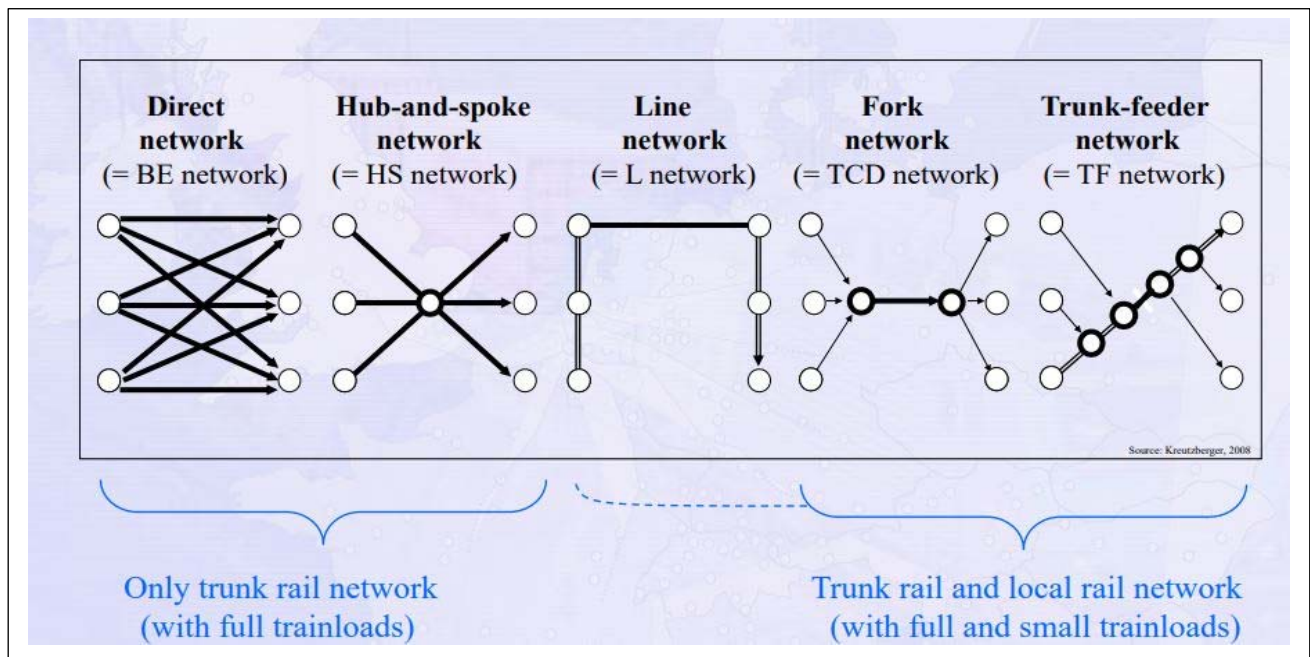 Direct
network
(= BE network)
Hub-and-spoke
network
(= HS network)
Line
network
(= L network)
Fork
network
(= TCD network)
Trunk-feeder
network
(= TF network)
Source: Kreutzberger, 2008
Only trunk rail network
(with full trainloads)
Trunk rail and local rail network
(with full and small trainloads)